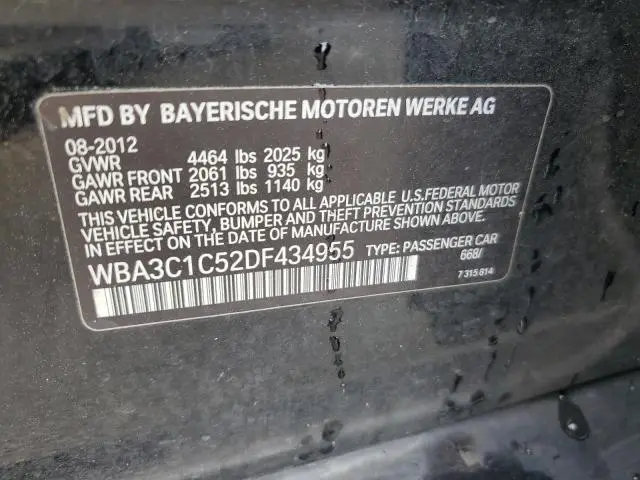 MFD BY BAYERISCHE MOTOREN WERKE AG
08-2012
GVWR 4464 lbs 2025 kg
GAWR FRONT 2061 lbs 935 kg
GAWR REAR 2513 lbs 1140 kg
THIS VEHICLE CONFORMS TO ALL APPLICABLE U.S.FEDERAL MOTOR
VEHICLE SAFETY, BUMPER AND THEFT PREVENTION STANDARDS
IN EFFECT ON THE DATE OF MANUFACTURE SHOWN ABOVE.
WBA3C1C52DF434955 TYPE: PASSENGER CAR
668/
7 315 814